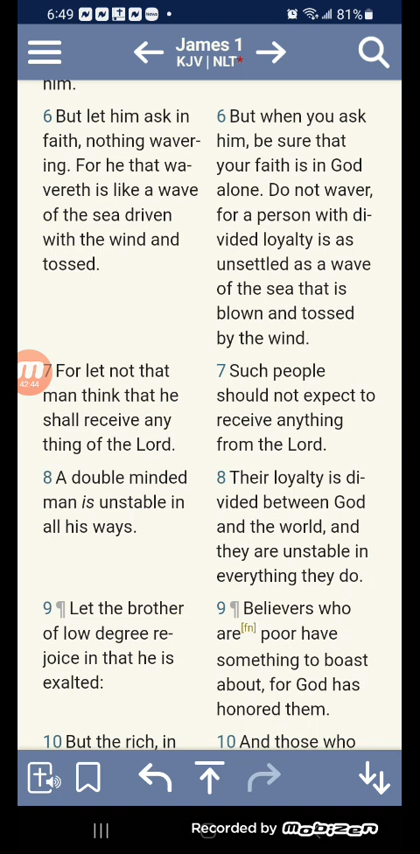 6:49
81%
James 1
KJV | NLT*
him.
6 But let him ask in
faith, nothing waver-
ing. For he that wa-
vereth is like a wave
of the sea driven
with the wind and
tossed.
7 For let not that
man think that he
shall receive any
thing of the Lord.
8 A double minded
man is unstable in
all his ways.
9 ¶ Let the brother
of low degree re-
joice in that he is
exalted:
10 But the rich, in
6 But when you ask
him, be sure that
your faith is in God
alone. Do not waver,
for a person with di-
vided loyalty is as
unsettled as a wave
of the sea that is
blown and tossed
by the wind.
7 Such people
should not expect to
receive anything
from the Lord.
8 Their loyalty is di-
vided between God
and the world, and
they are unstable in
everything they do.
9 ¶ Believers who
are[fn] poor have
something to boast
about, for God has
honored them.
10 And those who
42:44
Recorded by mobizen